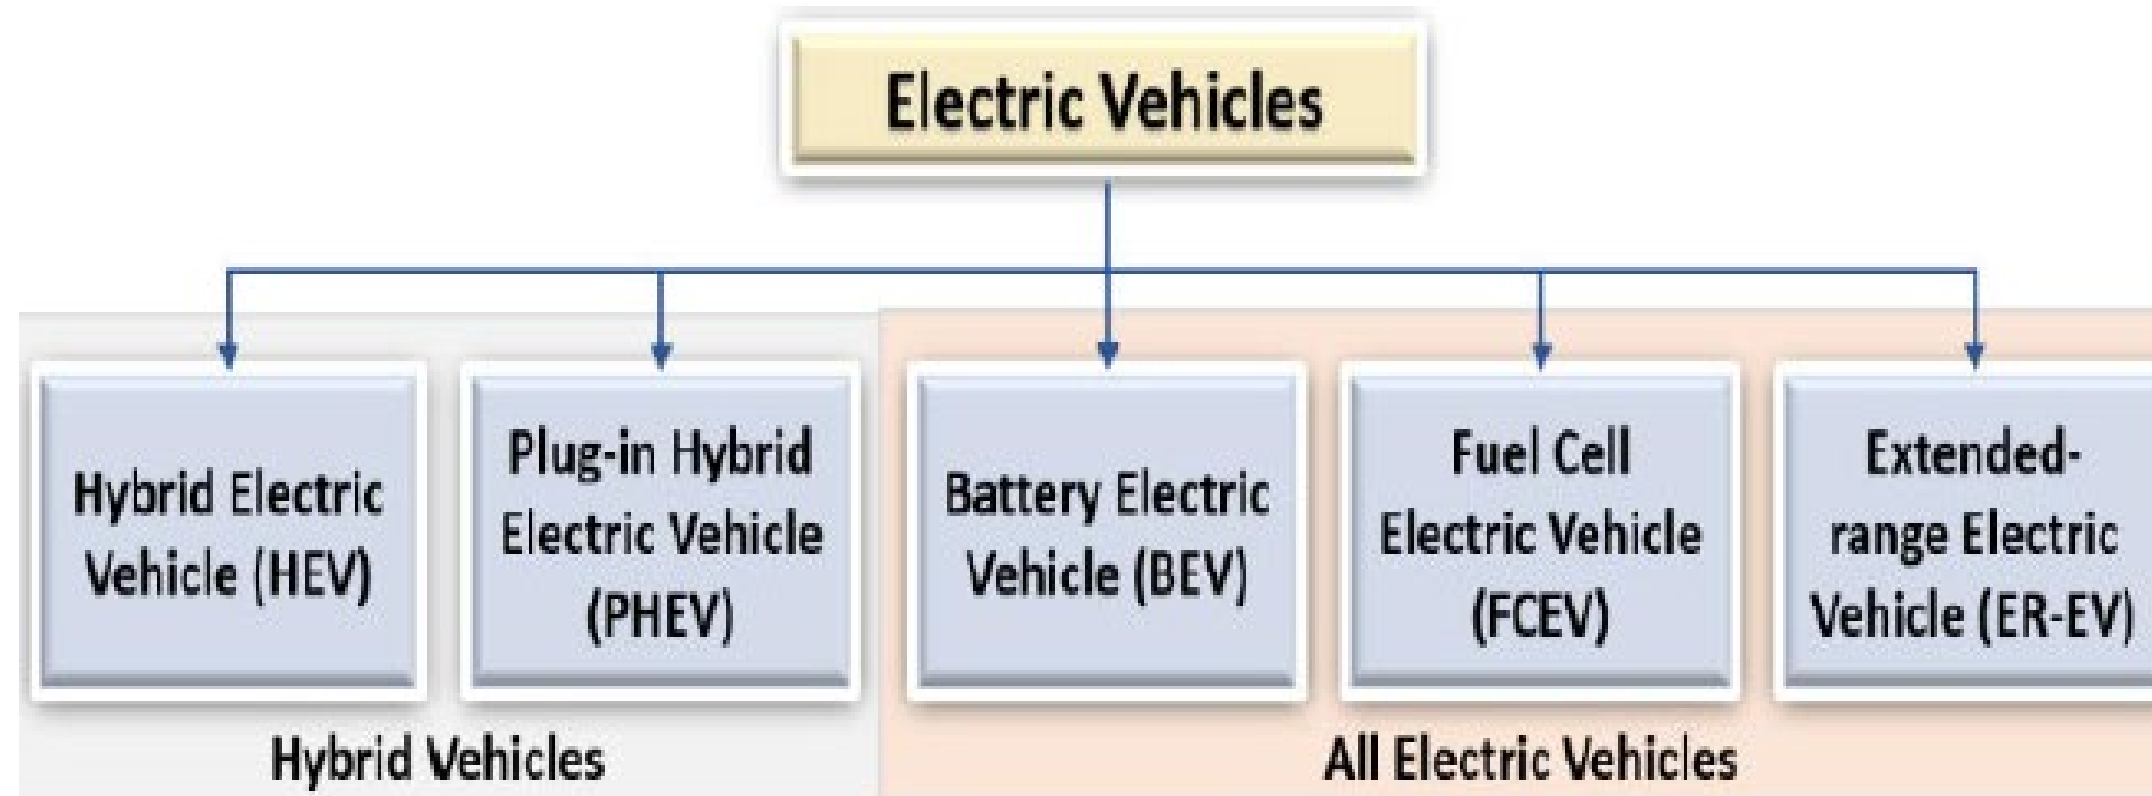 Electric Vehicles
Hybrid Electric
Vehicle (HEV)
Plug-in Hybrid
Electric Vehicle
(PHEV)
Battery Electric
Vehicle (BEV)
Fuel Cell
Electric Vehicle
(FCEV)
Extended-
range Electric
Vehicle (ER-EV)
Hybrid Vehicles
All Electric Vehicles